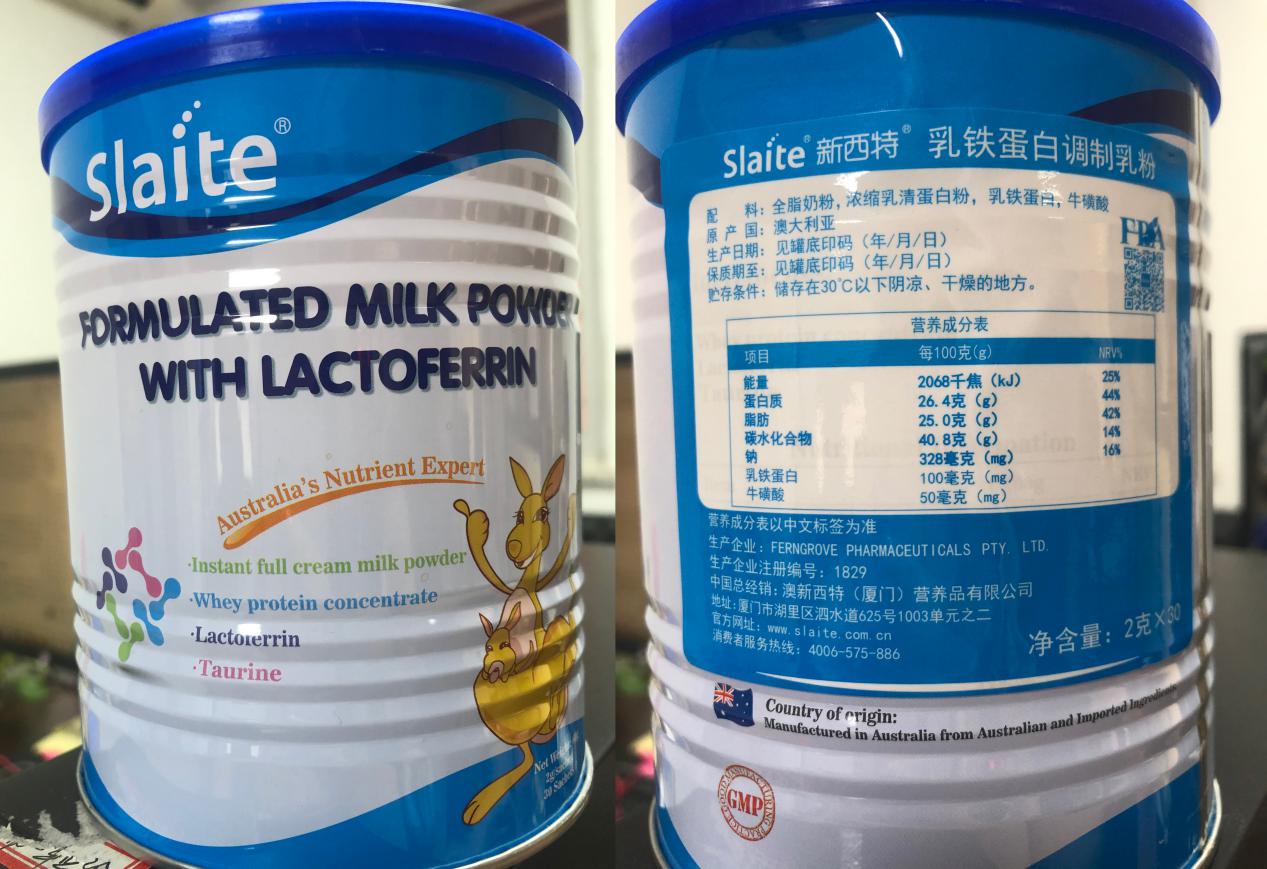 Slaite®
FORMULATED MILK POWDE
WITH LACTOFERRIN
Australia's Nutrient Expert
·Instant full cream milk powder
·Whey protein concentrate
·Lactoferrin
·Taurine
Net W
2g/sach
30 Sachet
Slaite® 新西特® 乳铁蛋白调制乳粉
配 料：全脂奶粉，浓缩乳清蛋白粉，乳铁蛋白，牛磺酸
原 产 国：澳大利亚
生产日期：见罐底印码（年/月/日）
保质期至：见罐底印码（年/月/日）
贮存条件：储存在30℃以下阴凉、干燥的地方。
FBA
营养成分表
项目 每100克(g) NRV%
能量 2068千焦（kJ） 25%
蛋白质 26.4克（g） 44%
脂肪 25.0克（g） 42%
碳水化合物 40.8克（g） 14%
钠 328毫克（mg） 16%
乳铁蛋白 100毫克（mg）
牛磺酸 50毫克（mg）
营养成分表以中文标签为准
生产企业：FERNGROVE PHARMACEUTICALS PTY. LTD.
生产企业注册编号：1829
中国总经销：澳新西特（厦门）营养品有限公司
地址：厦门市湖里区泗水道625号1003单元之二
官方网址：www.slaite.com.cn
消费者服务热线：4006-575-886
净含量：2克×30
Country of origin:
Manufactured in Australia from Australian and Imported Ingredients
GOOD MANUFACTURING PRACTICE
GMP